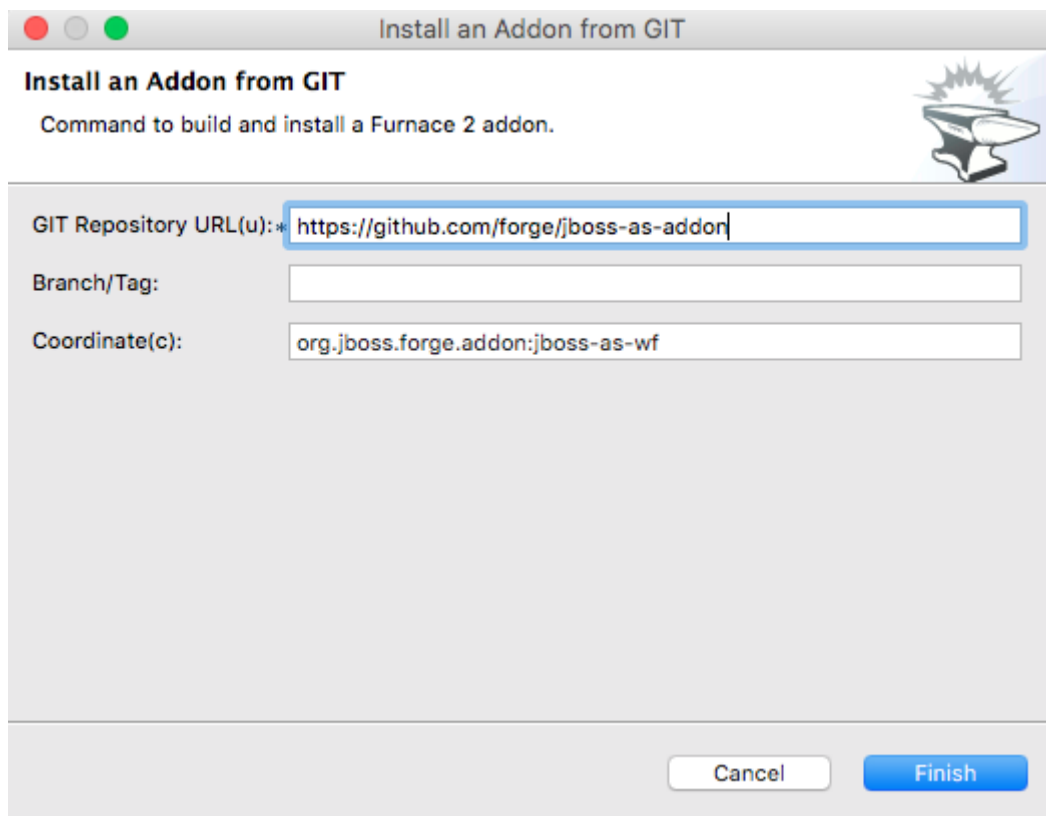 Install an Addon from GIT
Install an Addon from GIT
Command to build and install a Furnace 2 addon.
GIT Repository URL(u):* https://github.com/forge/jboss-as-addon
Branch/Tag:
Coordinate(c): org.jboss.forge.addon:jboss-as-wf
Cancel Finish